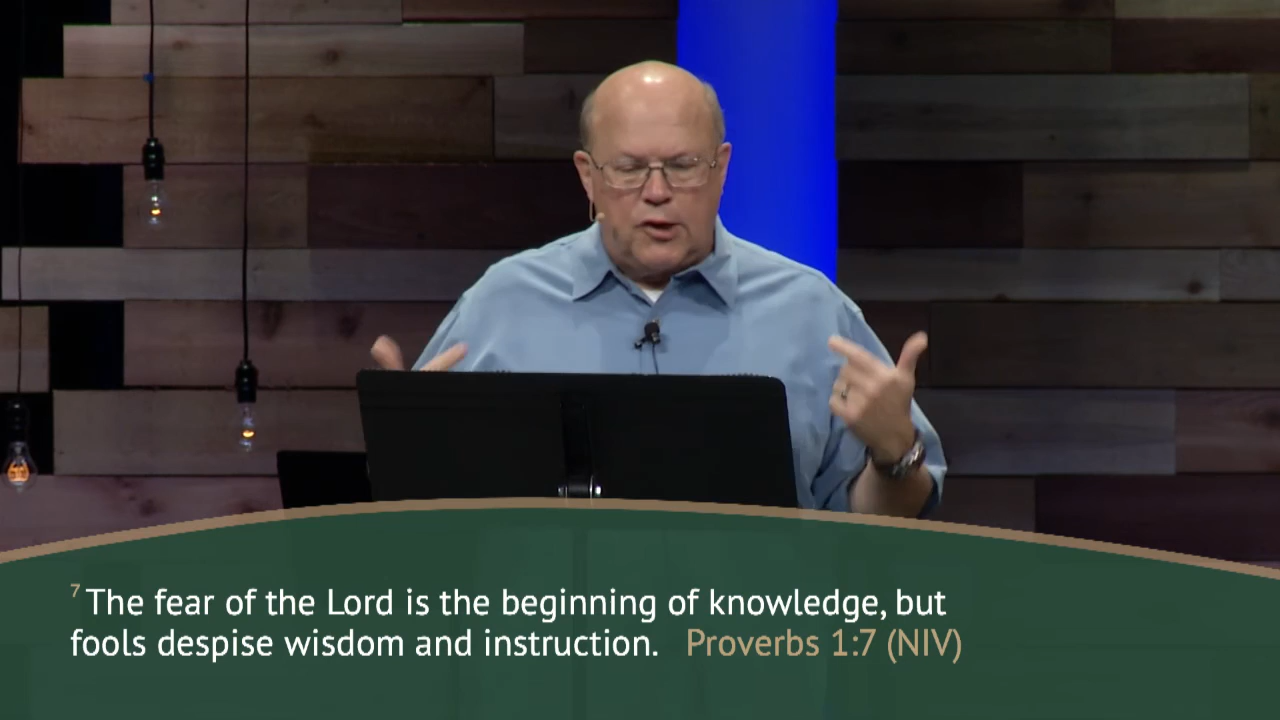 7 The fear of the Lord is the beginning of knowledge, but
fools despise wisdom and instruction. Proverbs 1:7 (NIV)